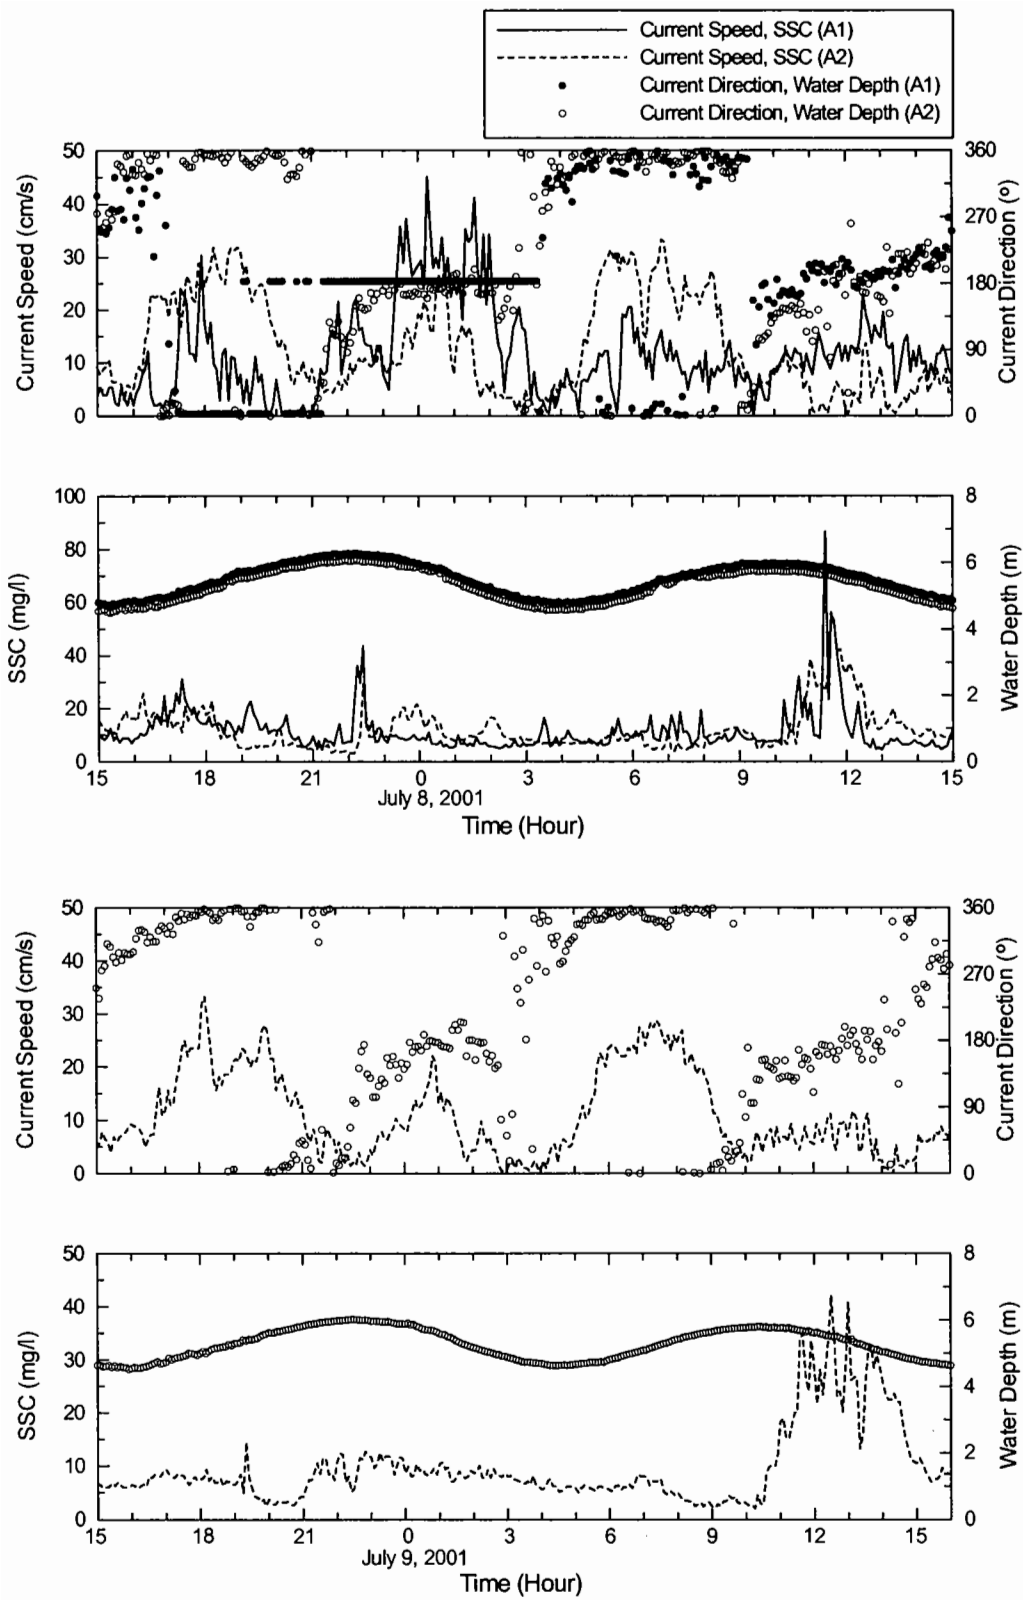 Current Speed, SSC (A1)
Current Speed, SSC (A2)
Current Direction, Water Depth (A1)
Current Direction, Water Depth (A2)
50
40
30
20
10
0
Current Speed (cm/s)
360
270
180
90
0
Current Direction (º)
100
80
60
40
20
0
SSC (mg/l)
8
6
4
2
0
Water Depth (m)
15 18 21 0 3 6 9 12 15
July 8, 2001
Time (Hour)
50
40
30
20
10
0
Current Speed (cm/s)
360
270
180
90
0
Current Direction (º)
50
40
30
20
10
0
SSC (mg/l)
8
6
4
2
0
Water Depth (m)
15 18 21 0 3 6 9 12 15
July 9, 2001
Time (Hour)